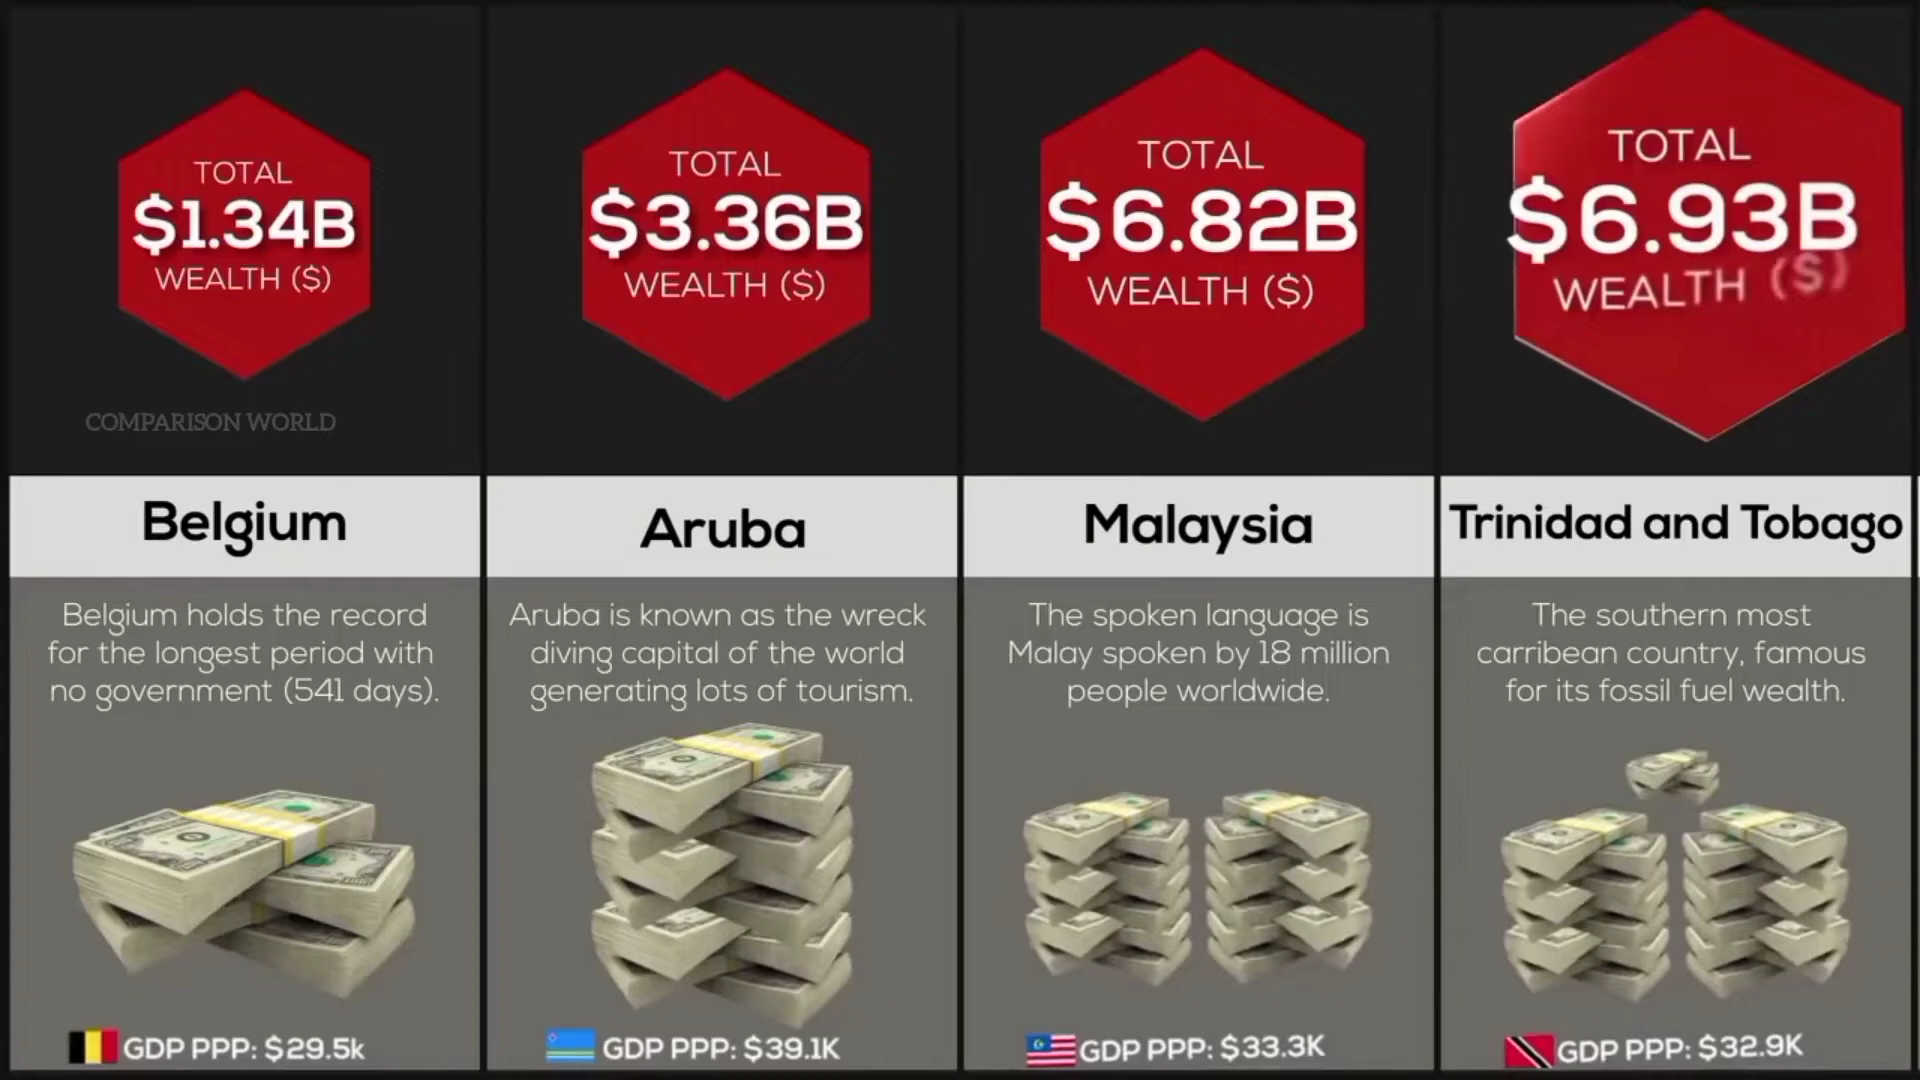 TOTAL
$1.34B
WEALTH ($)
COMPARISON WORLD
Belgium
Belgium holds the record
for the longest period with
no government (541 days).
GDP PPP: $29.5k
TOTAL
$3.36B
WEALTH ($)
Aruba
Aruba is known as the wreck
diving capital of the world
generating lots of tourism.
GDP PPP: $39.1K
TOTAL
$6.82B
WEALTH ($)
Malaysia
The spoken language is
Malay spoken by 18 million
people worldwide.
GDP PPP: $33.3K
TOTAL
$6.93B
WEALTH ($)
Trinidad and Tobago
The southern most
carribean country, famous
for its fossil fuel wealth.
GDP PPP: $32.9K